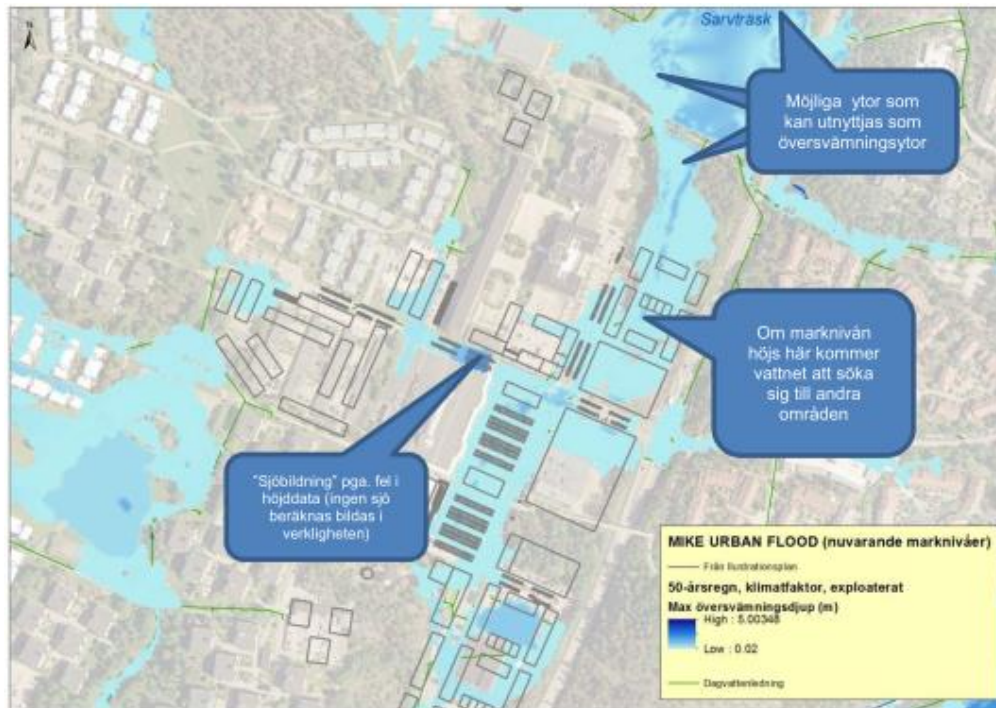 N
Sarvträsk
Möjliga ytor som
kan utnyttjas som
översvämningsytor
Om marknivån
höjs här kommer
vattnet att söka
sig till andra
områden
"Sjöbildning" pga. fel i
höjddata (ingen sjö
beräknas bildas i
verkligheten)
MIKE URBAN FLOOD (nuvarande marknivåer)
Från Ilustrationsplan
50-årsregn, klimatfaktor, exploaterat
Max översvämningsdjup (m)
High : 5.00348
Low : 0.02
Dagvattenledning